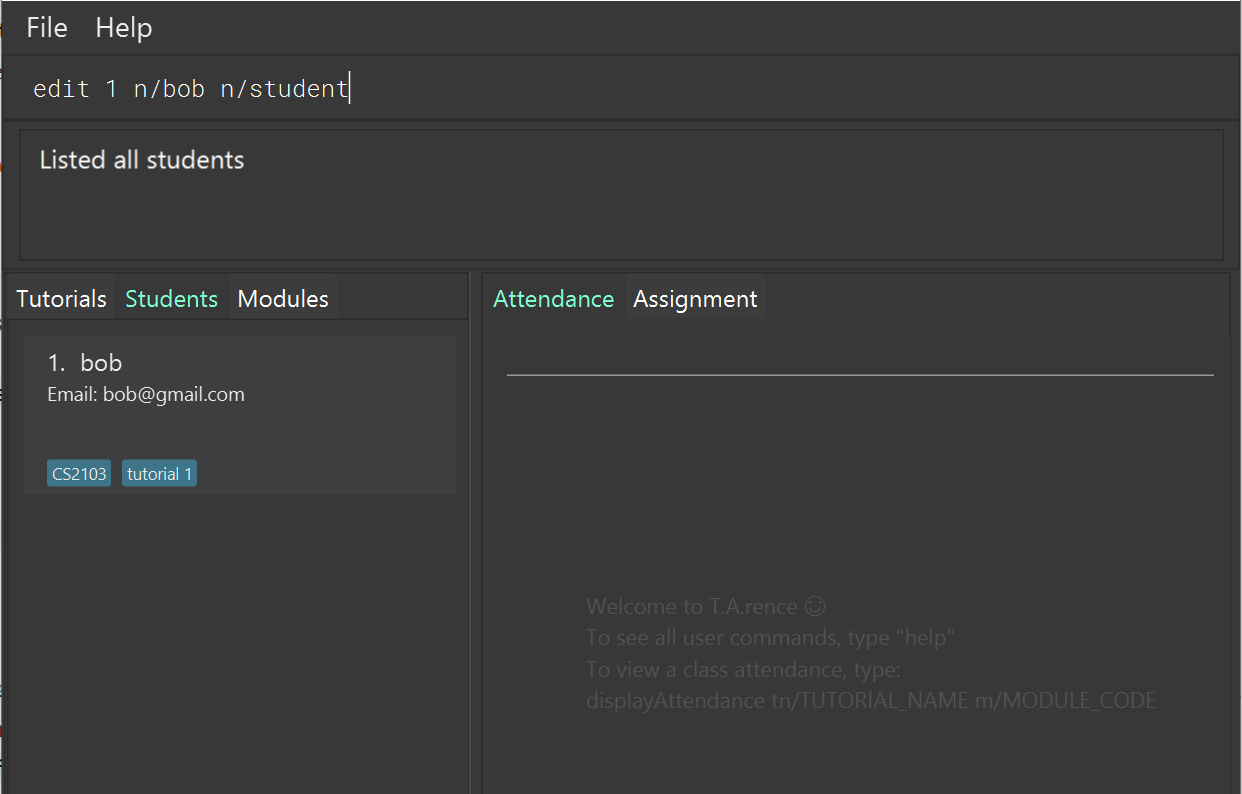 File Help
edit 1 n/bob n/student
Listed all students
Tutorials Students Modules
Attendance Assignment
1. bob
Email: bob@gmail.com
CS2103 tutorial 1
Welcome to T.A.rence 😊
To see all user commands, type "help"
To view a class attendance, type:
displayAttendance tn/TUTORIAL_NAME m/MODULE_CODE